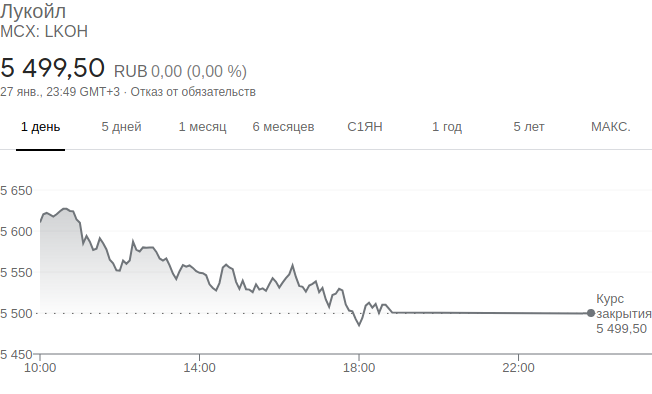 Лукойл
MCX: LKOH
5 499,50 RUB 0,00 (0,00 %)
27 янв., 23:49 GMT+3 · Отказ от обязательств
1 день 5 дней 1 месяц 6 месяцев С1ЯН 1 год 5 лет МАКС.
5 650
5 600
5 550
5 500
5 450
Курс
закрытия
5 499,50
10:00 14:00 18:00 22:00